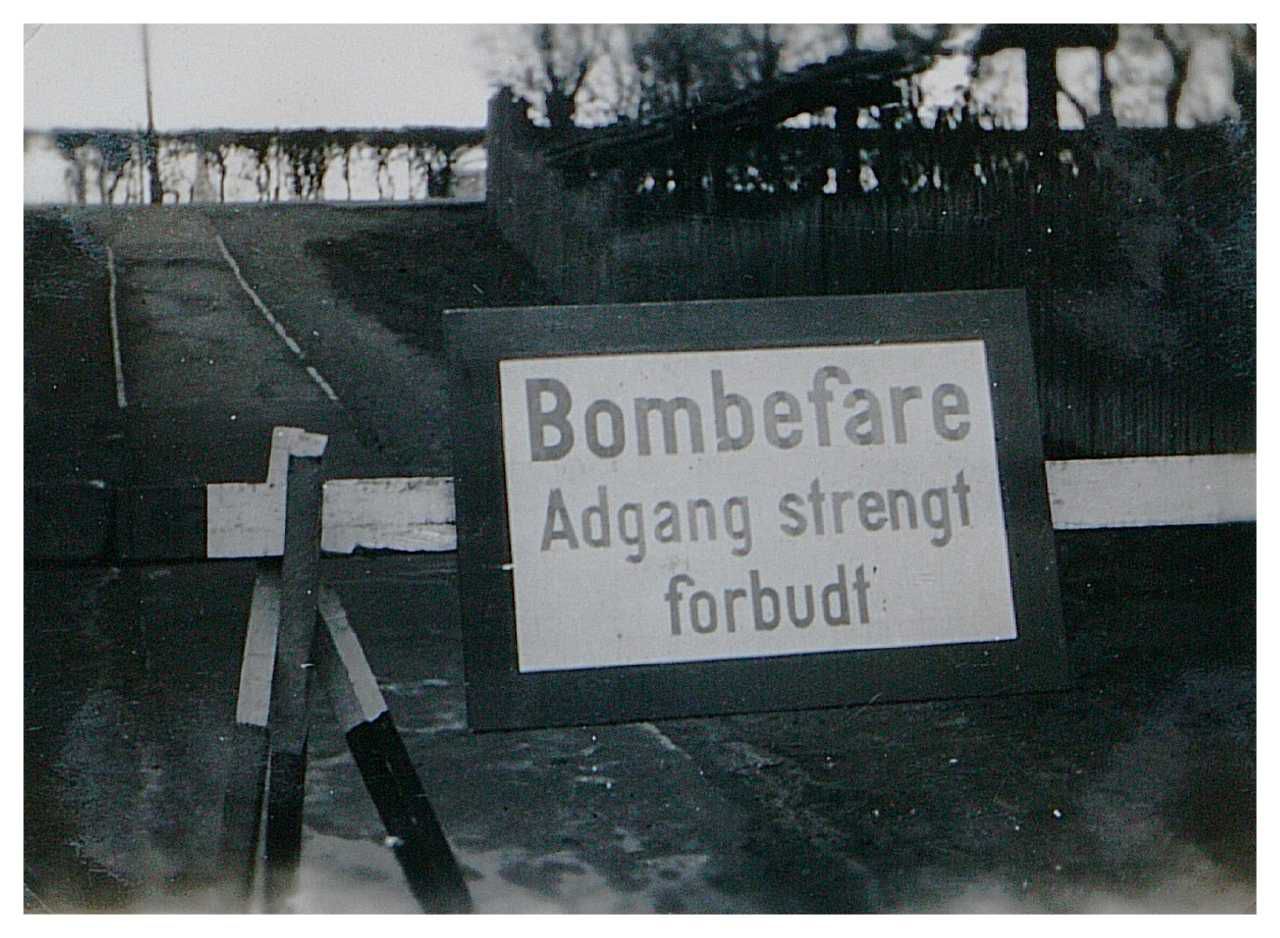 Bombefare
Adgang strengt
forbudt